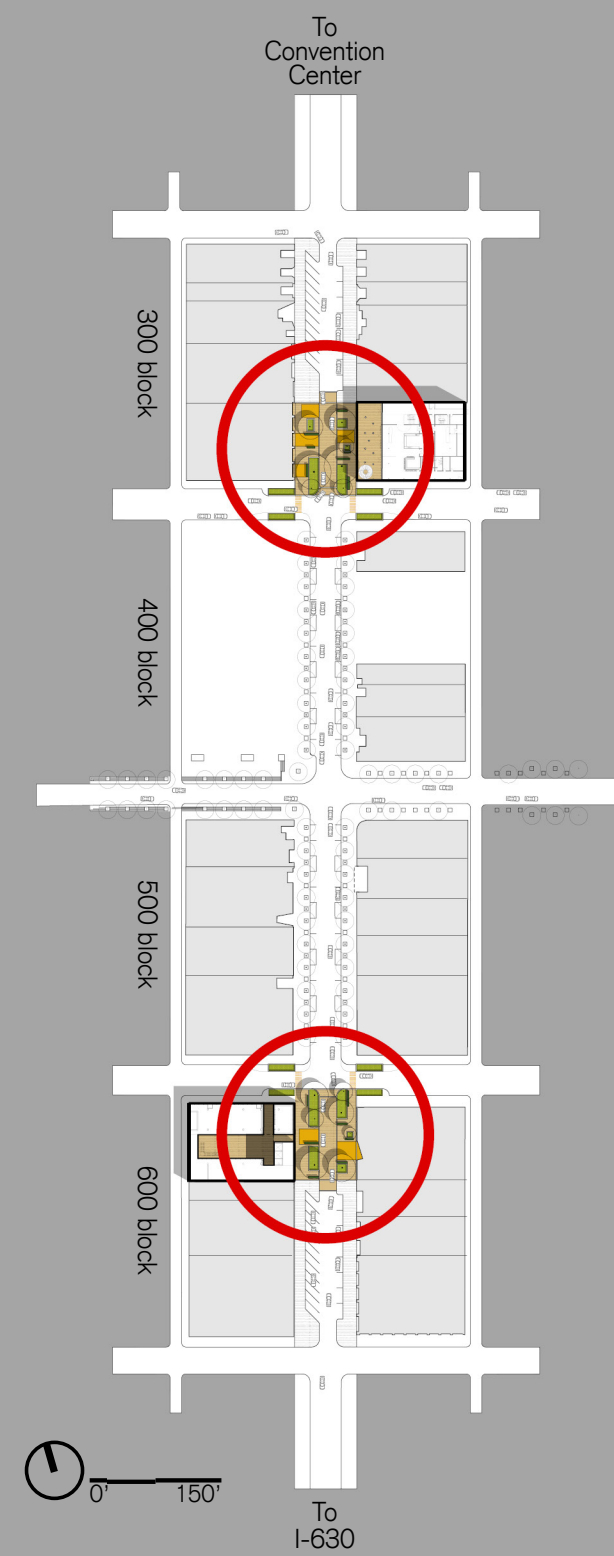 To
Convention
Center
300 block
400 block
500 block
600 block
0' 150'
To
I-630